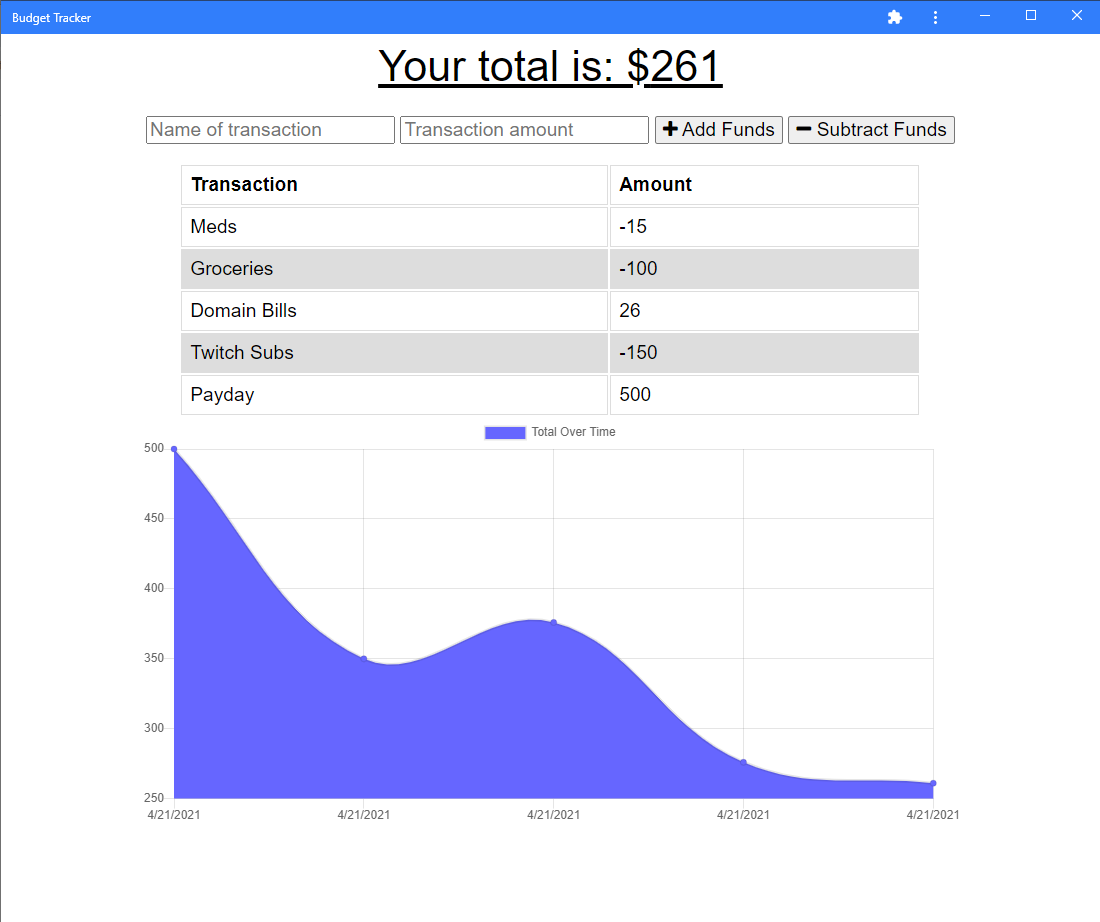 Budget Tracker
Your total is: $261
Name of transaction Transaction amount Add Funds Subtract Funds
Transaction Amount
Meds -15
Groceries -100
Domain Bills 26
Twitch Subs -150
Payday 500
Total Over Time
500
450
400
350
300
250
4/21/2021 4/21/2021 4/21/2021 4/21/2021 4/21/2021